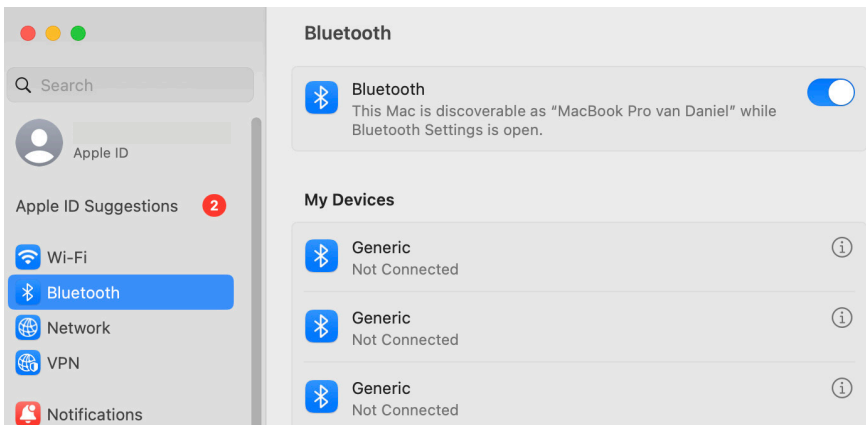 Search
Apple ID
Apple ID Suggestions 2
Wi-Fi
Bluetooth
Network
VPN
Notifications
Bluetooth
Bluetooth
This Mac is discoverable as “MacBook Pro van Daniel” while
Bluetooth Settings is open.
My Devices
Generic
Not Connected
Generic
Not Connected
Generic
Not Connected